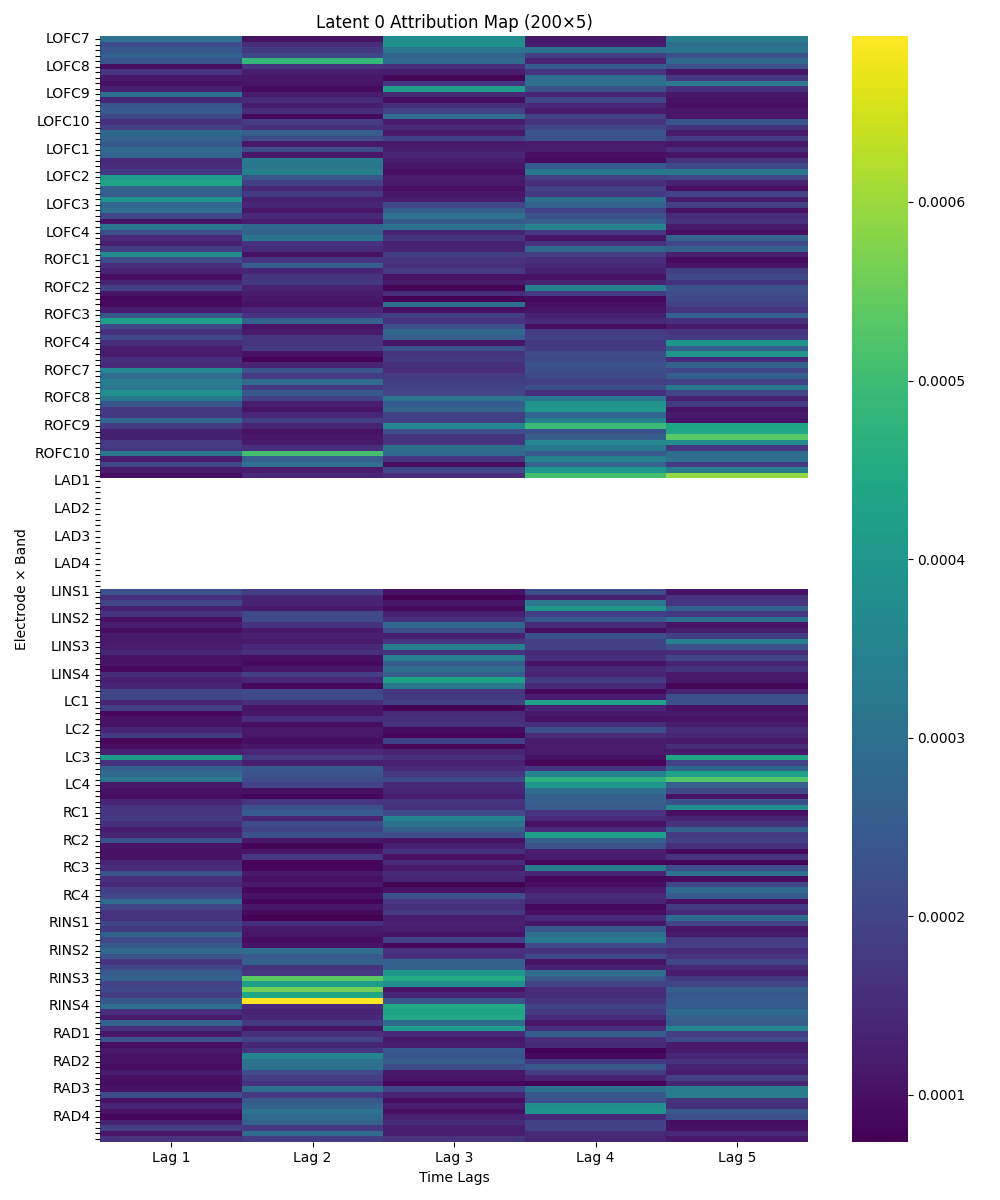 Latent 0 Attribution Map (200×5)
LOFC7
LOFC8
LOFC9
LOFC10
LOFC1
LOFC2
LOFC3
LOFC4
ROFC1
ROFC2
ROFC3
ROFC4
ROFC7
ROFC8
ROFC9
ROFC10
LAD1
LAD2
LAD3
LAD4
LINS1
LINS2
LINS3
LINS4
LC1
LC2
LC3
LC4
RC1
RC2
RC3
RC4
RINS1
RINS2
RINS3
RINS4
RAD1
RAD2
RAD3
RAD4
Electrode × Band
Lag 1 Lag 2 Lag 3 Lag 4 Lag 5
Time Lags
0.0006
0.0005
0.0004
0.0003
0.0002
0.0001